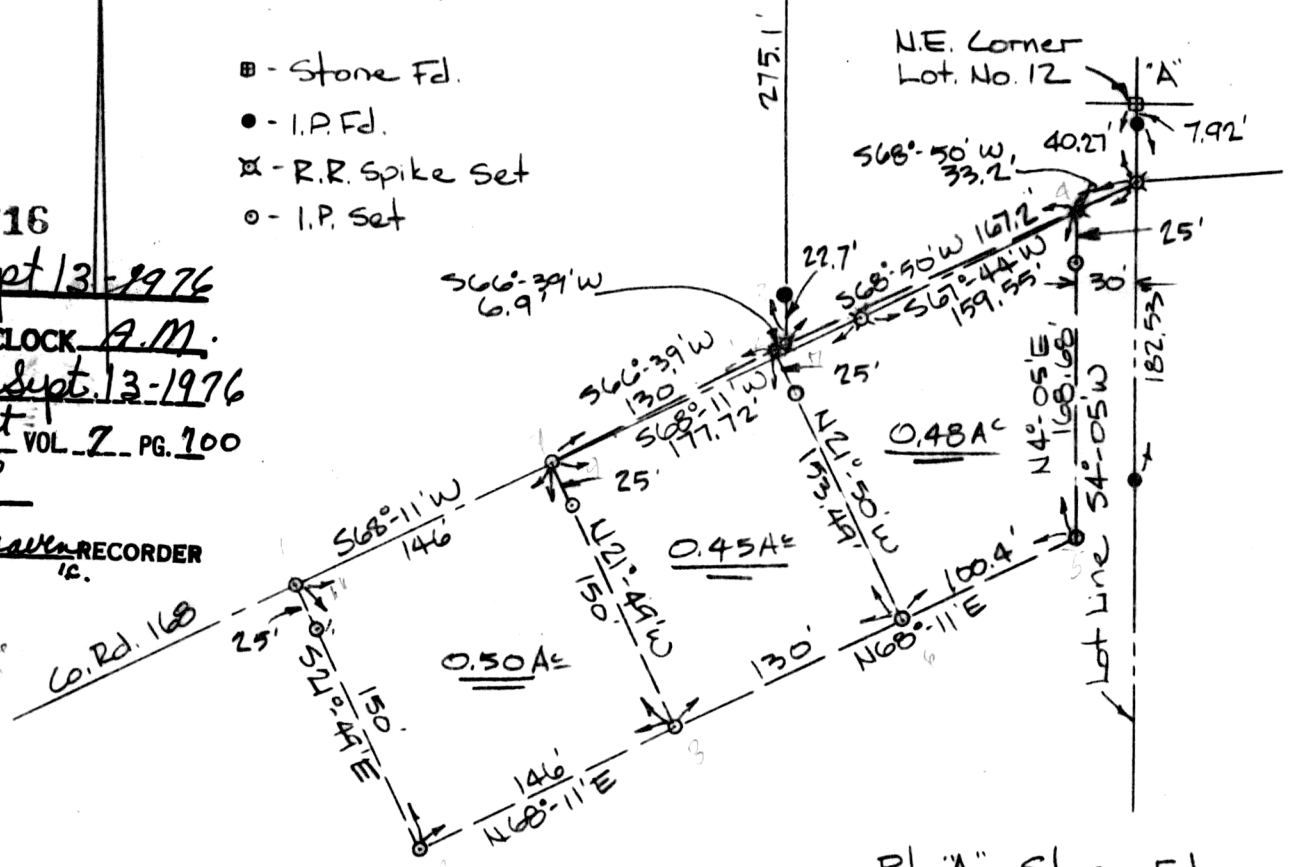 ⊞ - Stone Fd.
● - I.P. Fd.
- R.R. Spike Set
⊙ - I.P. Set
275.1'
N.E. Corner
Lot. No. 12
"A"
40.27'
7.92'
S68°-50'W
33.2'
25'
30'
182.53
16
Sept 13-1976
CLOCK A.M.
Sept. 13-1976
VOL. 7 PG. 100
RECORDER
S66°-39'W
6.9'
22.7'
S68°-50'W 167.2'
S67°-44'W
159.55'
S66°-39'W
130'
S68°-11'W
177.72'
25'
N4°-05'E
168.68'
Lot Line S4°-05'W
0.48 Ac
N21°-50'W
153.49'
S68°-11'W
146'
25'
N21°-49'W
150'
0.45 Ac
100.4'
N68°-11'E
130'
Co. Rd. 168
25'
S21°-49'E
150'
0.50 Ac
146'
N68°-11'E